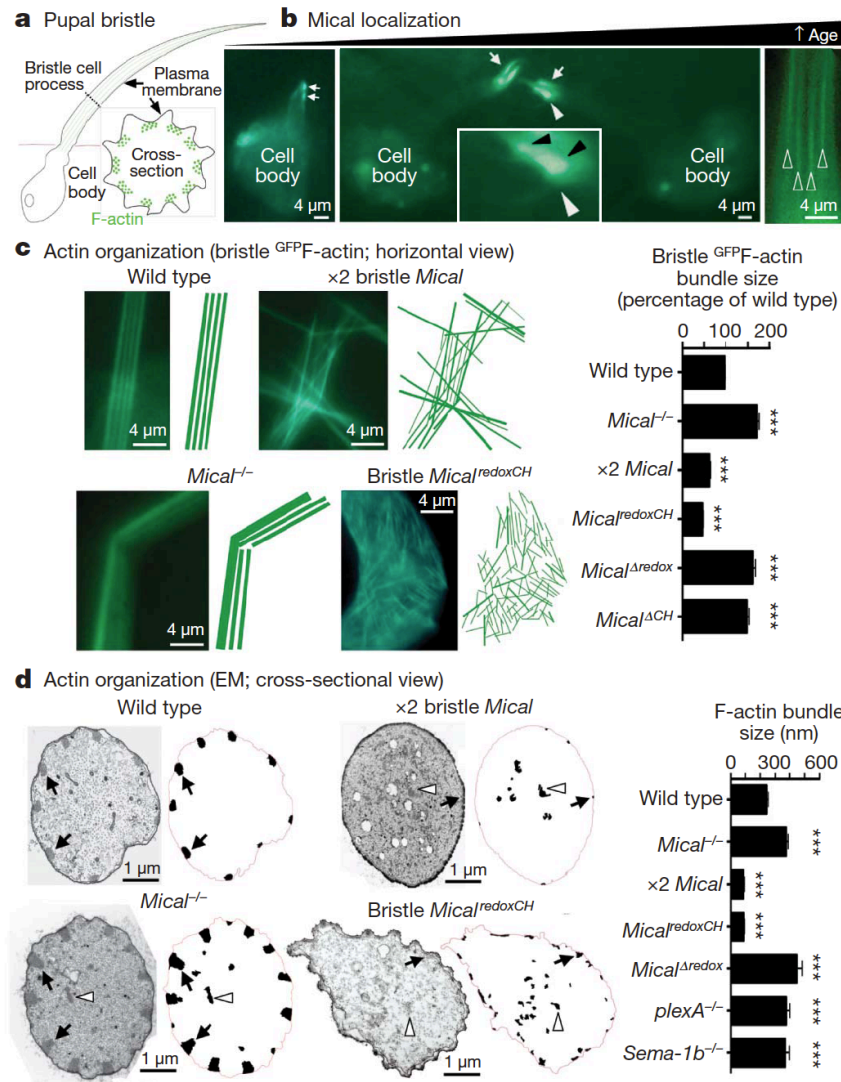 a Pupal bristle
Bristle cell
process
Plasma
membrane
Cross-
section
Cell
body
F-actin
b Mical localization
↑ Age
Cell
body
4 µm
Cell
body
Cell
body
4 µm
4 µm
c Actin organization (bristle GFPF-actin; horizontal view)
Wild type
×2 bristle Mical
4 µm
4 µm
Mical–/–
Bristle MicalredoxCH
4 µm
4 µm
Bristle GFPF-actin
bundle size
(percentage of wild type)
0 100 200
Wild type
Mical–/– ***
×2 Mical ***
MicalredoxCH ***
MicalΔredox ***
MicalΔCH ***
d Actin organization (EM; cross-sectional view)
Wild type
×2 bristle Mical
1 µm
1 µm
Mical–/–
Bristle MicalredoxCH
1 µm
1 µm
F-actin bundle
size (nm)
0 300 600
Wild type
Mical–/– ***
×2 Mical ***
MicalredoxCH ***
MicalΔredox ***
plexA–/– ***
Sema-1b–/– ***